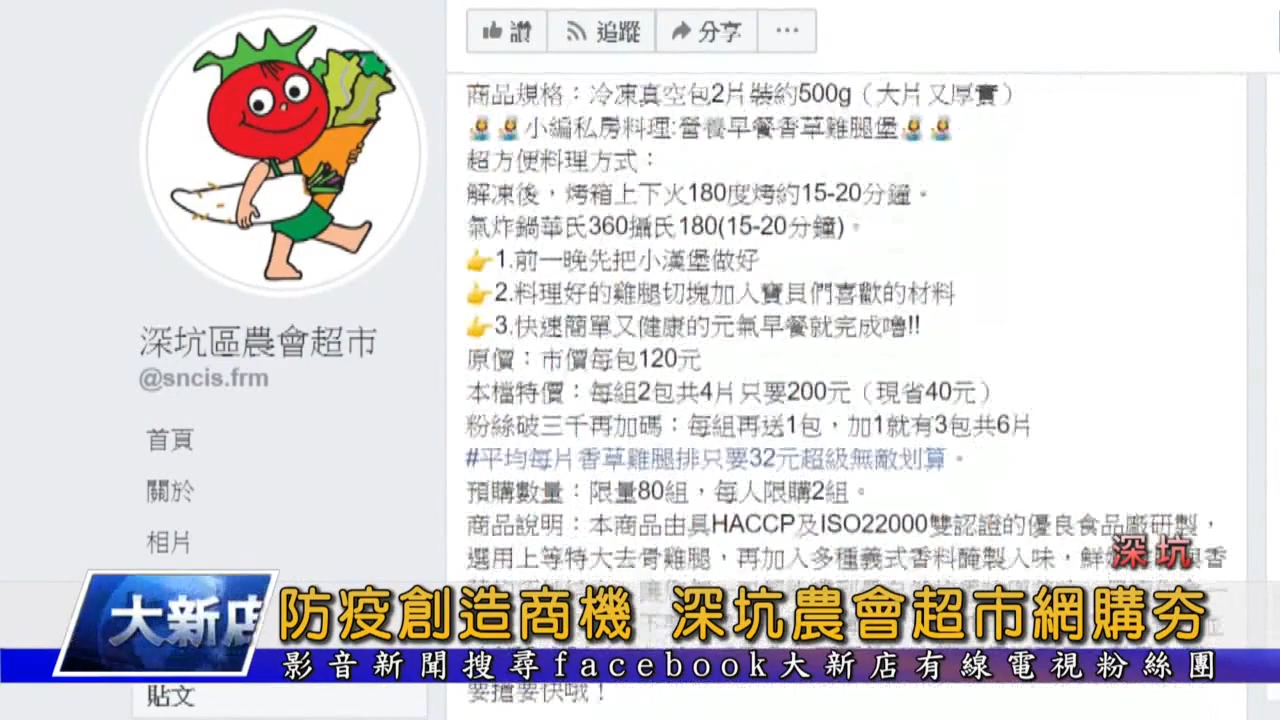 讚 追蹤 分享 ...
商品規格：冷凍真空包2片裝約500g（大片又厚實）
小編私房料理:營養早餐香草雞腿堡
超方便料理方式：
解凍後，烤箱上下火180度烤約15-20分鐘。
氣炸鍋華氏360攝氏180(15-20分鐘)。
👉1.前一晚先把小漢堡做好
👉2.料理好的雞腿切塊加入寶貝們喜歡的材料
👉3.快速簡單又健康的元氣早餐就完成嚕!!
原價：市價每包120元
本檔特價：每組2包共4片只要200元（現省40元）
粉絲破三千再加碼：每組再送1包，加1就有3包共6片
#平均每片香草雞腿排只要32元超級無敵划算。
預購數量：限量80組，每人限購2組。
商品說明：本商品由具HACCP及ISO22000雙認證的優良食品廠研製，
選用上等特大去骨雞腿，再加入多種義式香料醃製入味，鮮
香
要搶要快哦！
深坑區農會超市
@sncis.frm
首頁
關於
相片
貼文
深坑
大新店
防疫創造商機 深坑農會超市網購夯
影音新聞搜尋facebook大新店有線電視粉絲團